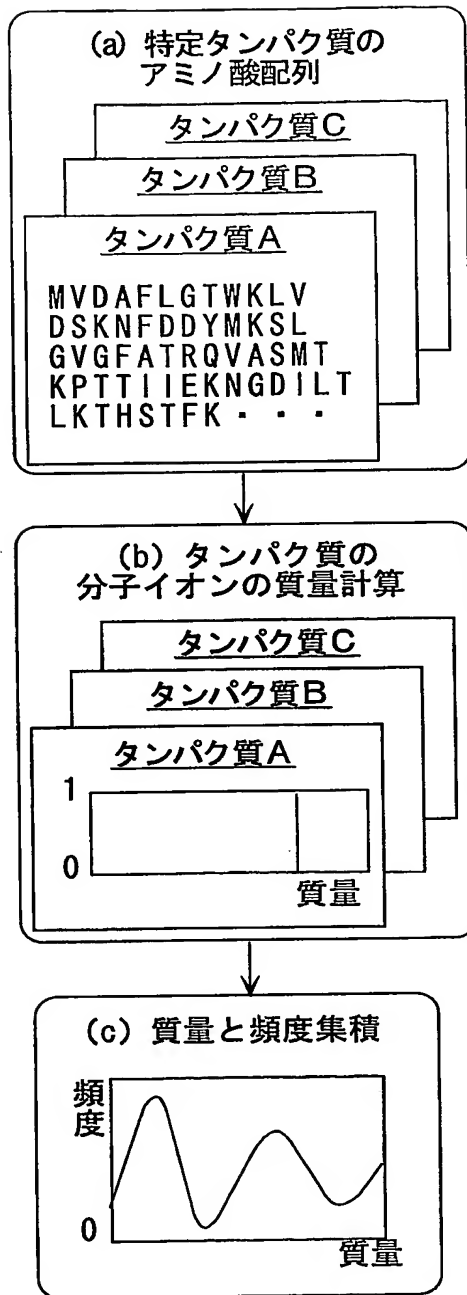 (a) 特定タンパク質の
アミノ酸配列
タンパク質C
タンパク質B
タンパク質A
MVDAFLGTWKLV
DSKNFDDYMKSL
GVGFATRQVASMT
KPTTIIEKNGDILT
LKTHSTFK・・・
(b) タンパク質の
分子イオンの質量計算
タンパク質C
タンパク質B
タンパク質A
1
0
質量
(c) 質量と頻度集積
頻度
0
質量